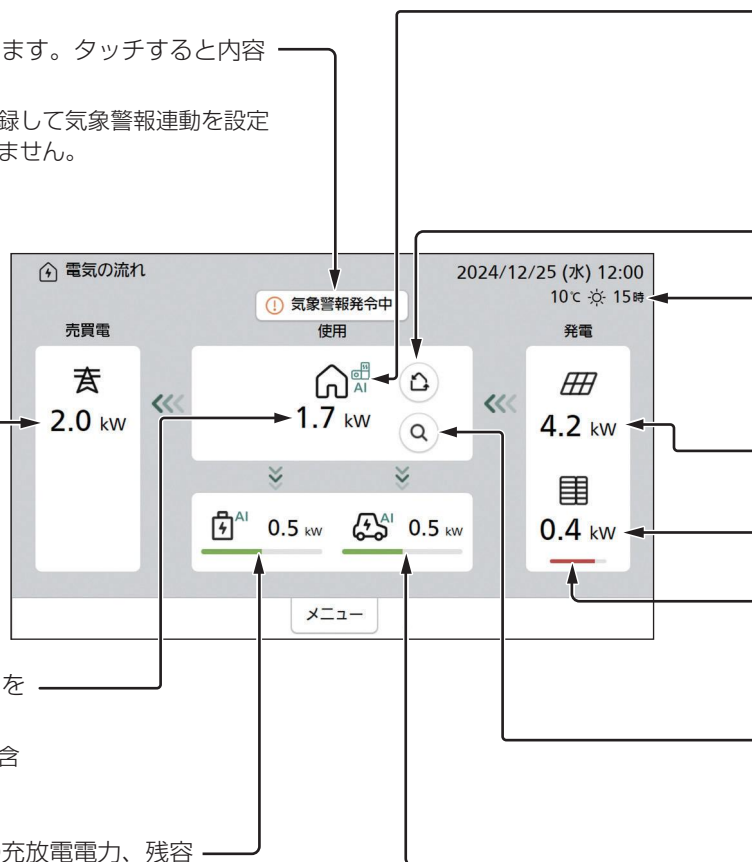 ます。タッチすると内容
録して気象警報連動を設定
ません。
電気の流れ
2024/12/25 (水) 12:00
気象警報発令中
10℃ 15時
売買電
使用
発電
AI
2.0 kW
1.7 kW
4.2 kW
AI 0.5 kW
AI 0.5 kW
0.4 kW
メニュー
を
含
充放電電力、残容